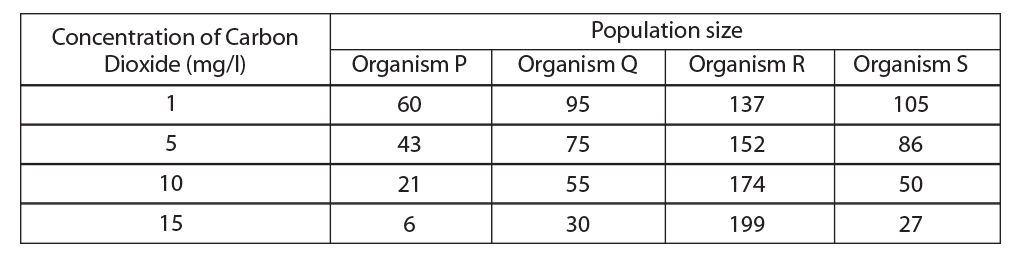 Concentration of Carbon
Dioxide (mg/l)
Population size
Organism P Organism Q Organism R Organism S
1 60 95 137 105
5 43 75 152 86
10 21 55 174 50
15 6 30 199 27